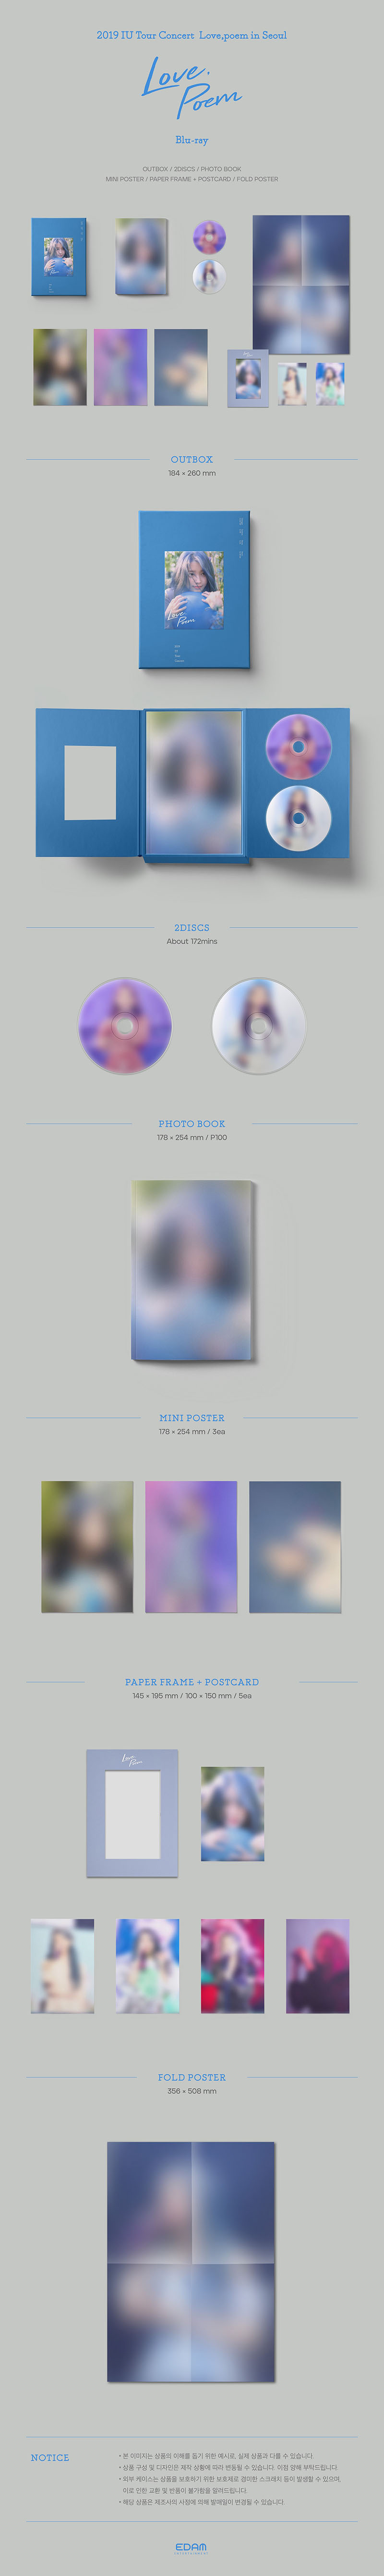 2019 IU Tour Concert Love,poem in Seoul
Love,
Poem
Blu-ray
OUTBOX / 2DISCS / PHOTO BOOK
MINI POSTER / PAPER FRAME + POSTCARD / FOLD POSTER
OUTBOX
184 × 260 mm
Love,
Poem
2DISCS
About 172mins
PHOTO BOOK
178 × 254 mm / P100
MINI POSTER
178 × 254 mm / 3ea
PAPER FRAME + POSTCARD
145 × 195 mm / 100 × 150 mm / 5ea
Love,
Poem
FOLD POSTER
356 × 508 mm
NOTICE
• 본 이미지는 상품의 이해를 돕기 위한 예시로, 실제 상품과 다를 수 있습니다.
• 상품 구성 및 디자인은 제작 상황에 따라 변동될 수 있습니다. 이점 양해 부탁드립니다.
• 외부 케이스는 상품을 보호하기 위한 보호재로 경미한 스크래치 등이 발생할 수 있으며,
이로 인한 교환 및 반품이 불가함을 알려드립니다.
• 해당 상품은 제조사의 사정에 의해 발매일이 변경될 수 있습니다.
EDAM
ENTERTAINMENT